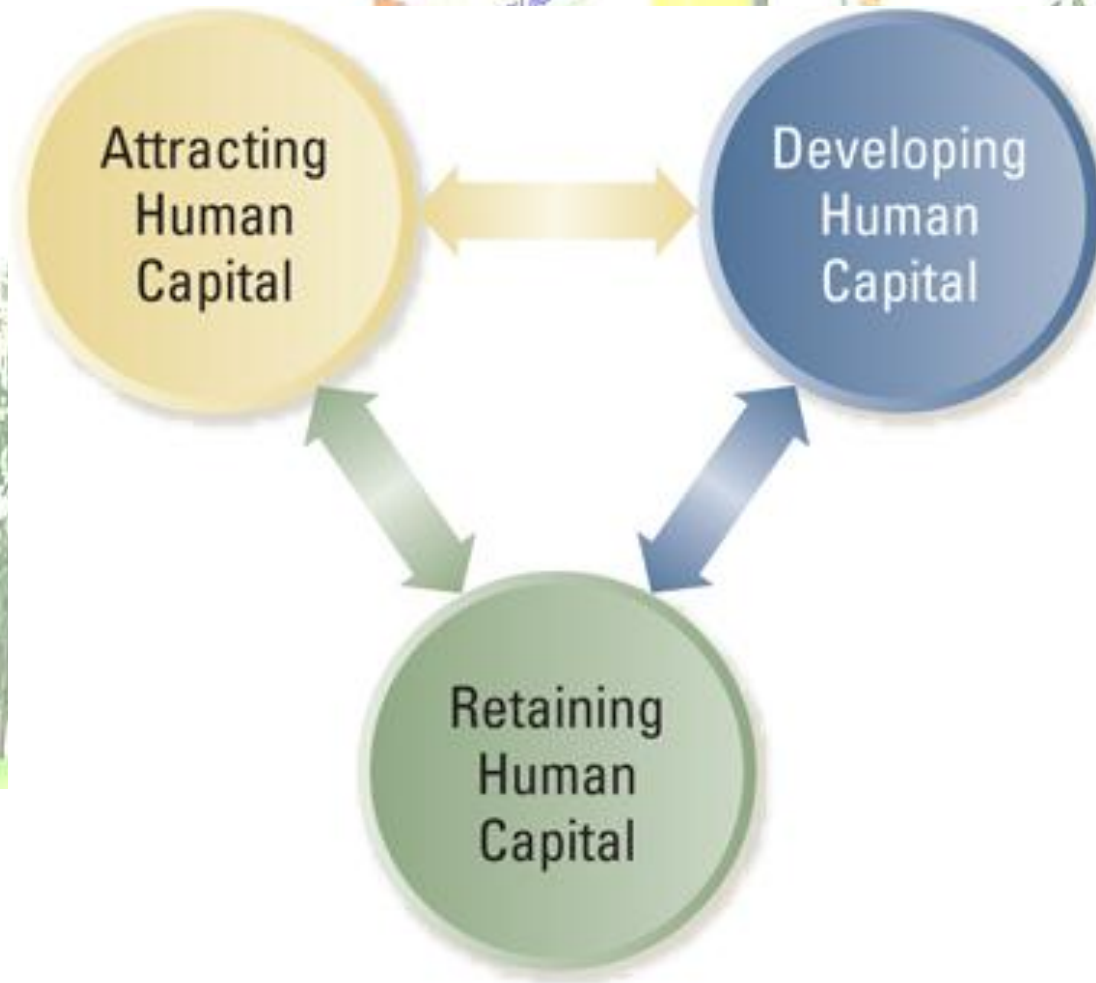 Attracting
Human
Capital
Developing
Human
Capital
Retaining
Human
Capital